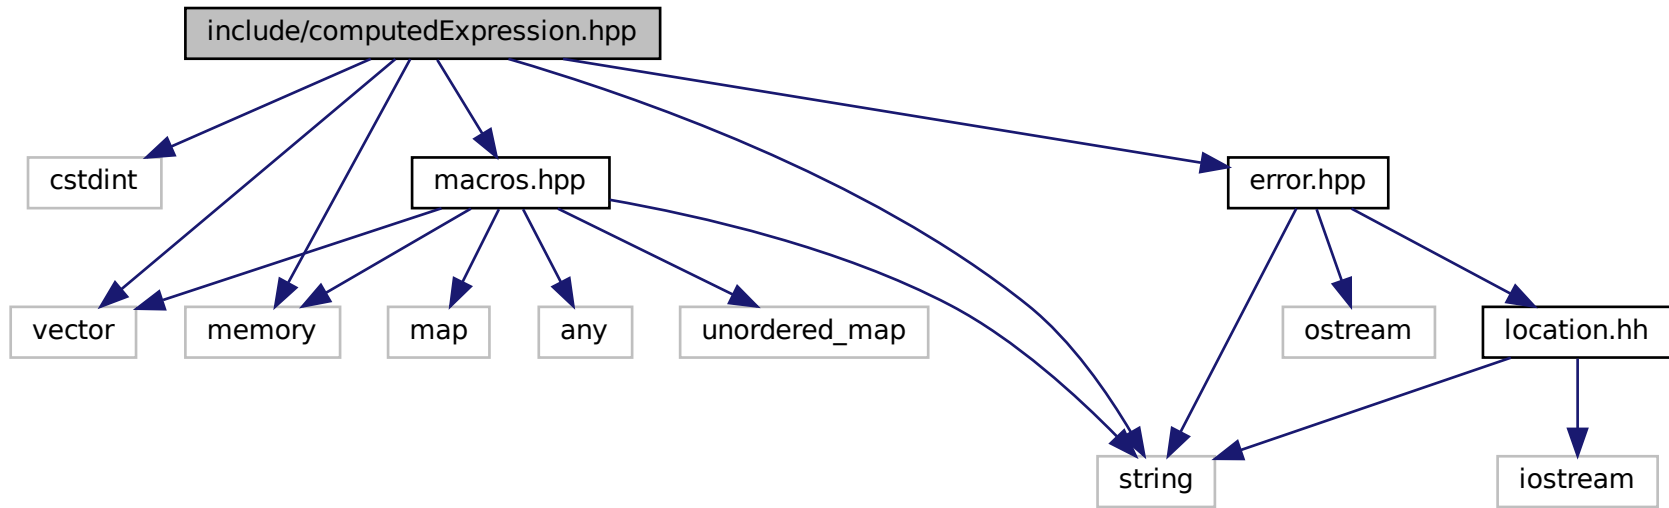 include/computedExpression.hpp
cstdint
macros.hpp
error.hpp
vector
memory
map
any
unordered_map
ostream
location.hh
string
iostream